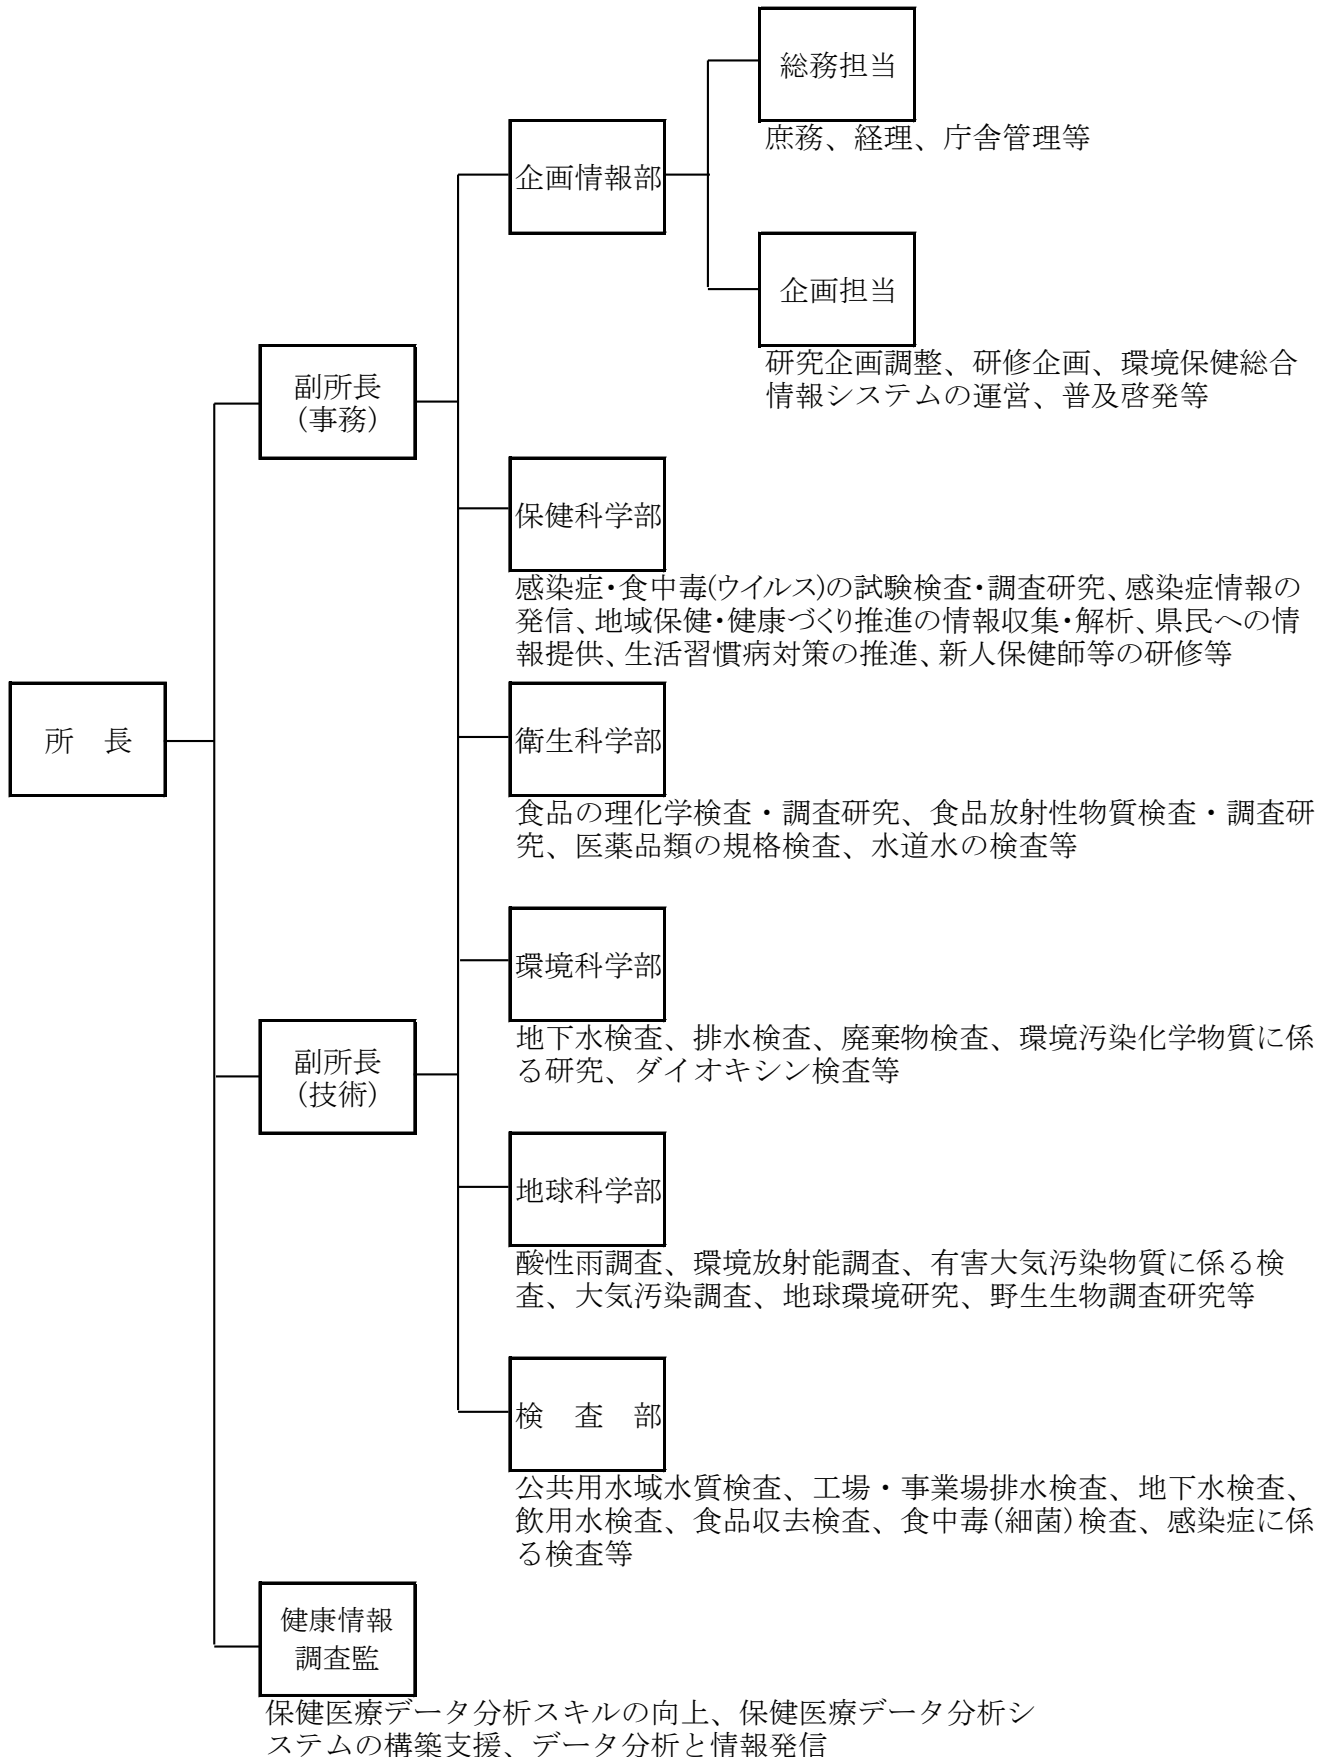 総務担当
庶務、経理、庁舎管理等
企画情報部
企画担当
研究企画調整、研修企画、環境保健総合
情報システムの運営、普及啓発等
副所長
(事務)
保健科学部
感染症・食中毒(ウイルス)の試験検査・調査研究、感染症情報の
発信、地域保健・健康づくり推進の情報収集・解析、県民への情
報提供、生活習慣病対策の推進、新人保健師等の研修等
所　長
衛生科学部
食品の理化学検査・調査研究、食品放射性物質検査・調査研
究、医薬品類の規格検査、水道水の検査等
環境科学部
地下水検査、排水検査、廃棄物検査、環境汚染化学物質に係
る研究、ダイオキシン検査等
副所長
(技術)
地球科学部
酸性雨調査、環境放射能調査、有害大気汚染物質に係る検
査、大気汚染調査、地球環境研究、野生生物調査研究等
検　査　部
公共用水域水質検査、工場・事業場排水検査、地下水検査、
飲用水検査、食品収去検査、食中毒(細菌)検査、感染症に係
る検査等
健康情報
調査監
保健医療データ分析スキルの向上、保健医療データ分析シ
ステムの構築支援、データ分析と情報発信